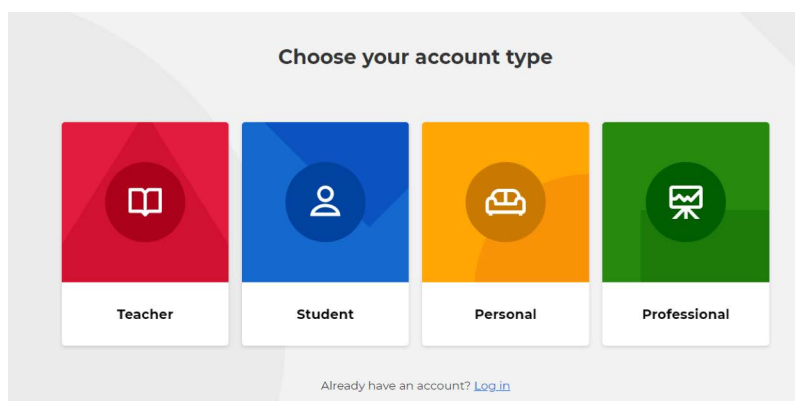 Choose your account type
Teacher
Student
Personal
Professional
Already have an account? Log in